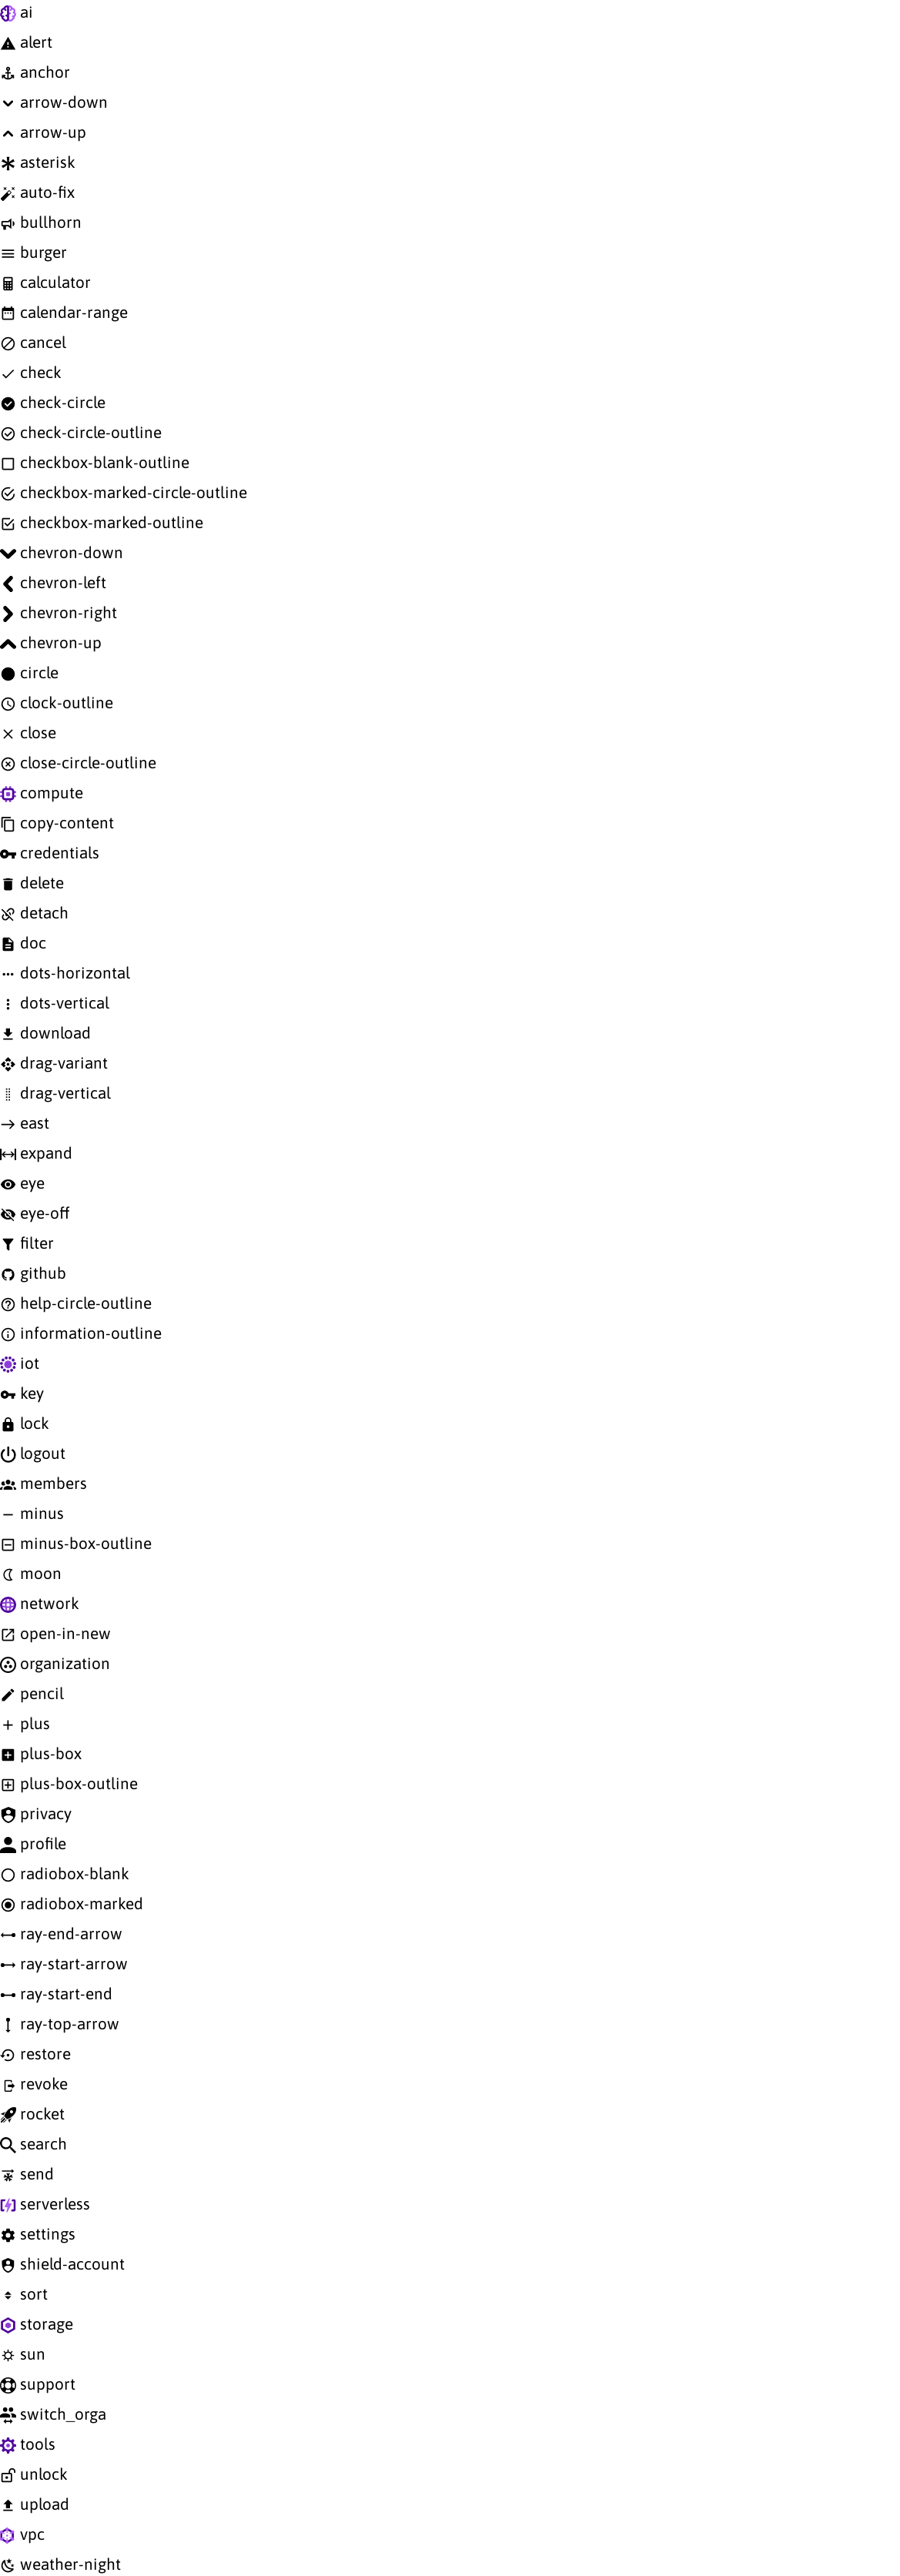 ai
alert
anchor
arrow-down
arrow-up
asterisk
auto-fix
bullhorn
burger
calculator
calendar-range
cancel
check
check-circle
check-circle-outline
checkbox-blank-outline
checkbox-marked-circle-outline
checkbox-marked-outline
chevron-down
chevron-left
chevron-right
chevron-up
circle
clock-outline
close
close-circle-outline
compute
copy-content
credentials
delete
detach
doc
dots-horizontal
dots-vertical
download
drag-variant
drag-vertical
east
expand
eye
eye-off
filter
github
help-circle-outline
information-outline
iot
key
lock
logout
members
minus
minus-box-outline
moon
network
open-in-new
organization
pencil
plus
plus-box
plus-box-outline
privacy
profile
radiobox-blank
radiobox-marked
ray-end-arrow
ray-start-arrow
ray-start-end
ray-top-arrow
restore
revoke
rocket
search
send
serverless
settings
shield-account
sort
storage
sun
support
switch_orga
tools
unlock
upload
vpc
weather-night